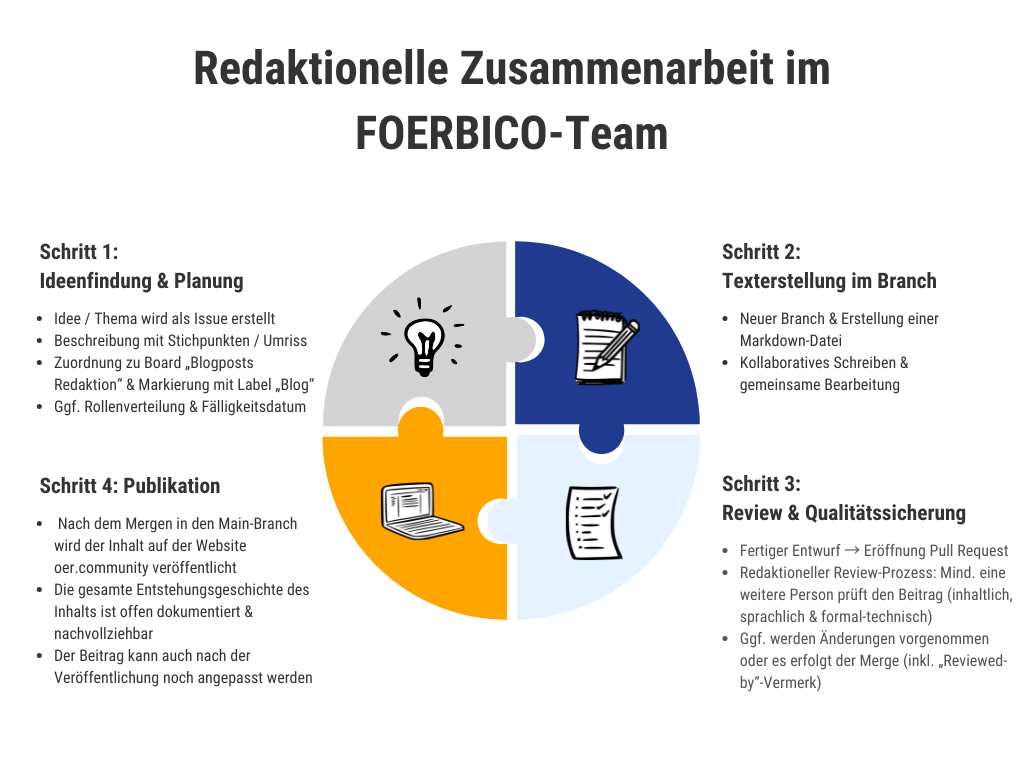 Redaktionelle Zusammenarbeit im
FOERBICO-Team
Schritt 1:
Ideenfindung & Planung
• Idee / Thema wird als Issue erstellt
• Beschreibung mit Stichpunkten / Umriss
• Zuordnung zu Board „Blogposts
Redaktion“ & Markierung mit Label „Blog“
• Ggf. Rollenverteilung & Fälligkeitsdatum
Schritt 2:
Texterstellung im Branch
• Neuer Branch & Erstellung einer
Markdown-Datei
• Kollaboratives Schreiben &
gemeinsame Bearbeitung
Schritt 3:
Review & Qualitätssicherung
• Fertiger Entwurf → Eröffnung Pull Request
• Redaktioneller Review-Prozess: Mind. eine
weitere Person prüft den Beitrag (inhaltlich,
sprachlich & formal-technisch)
• Ggf. werden Änderungen vorgenommen
oder es erfolgt der Merge (inkl. „Reviewed-
by“-Vermerk)
Schritt 4: Publikation
• Nach dem Mergen in den Main-Branch
wird der Inhalt auf der Website
oer.community veröffentlicht
• Die gesamte Entstehungsgeschichte des
Inhalts ist offen dokumentiert &
nachvollziehbar
• Der Beitrag kann auch nach der
Veröffentlichung noch angepasst werden